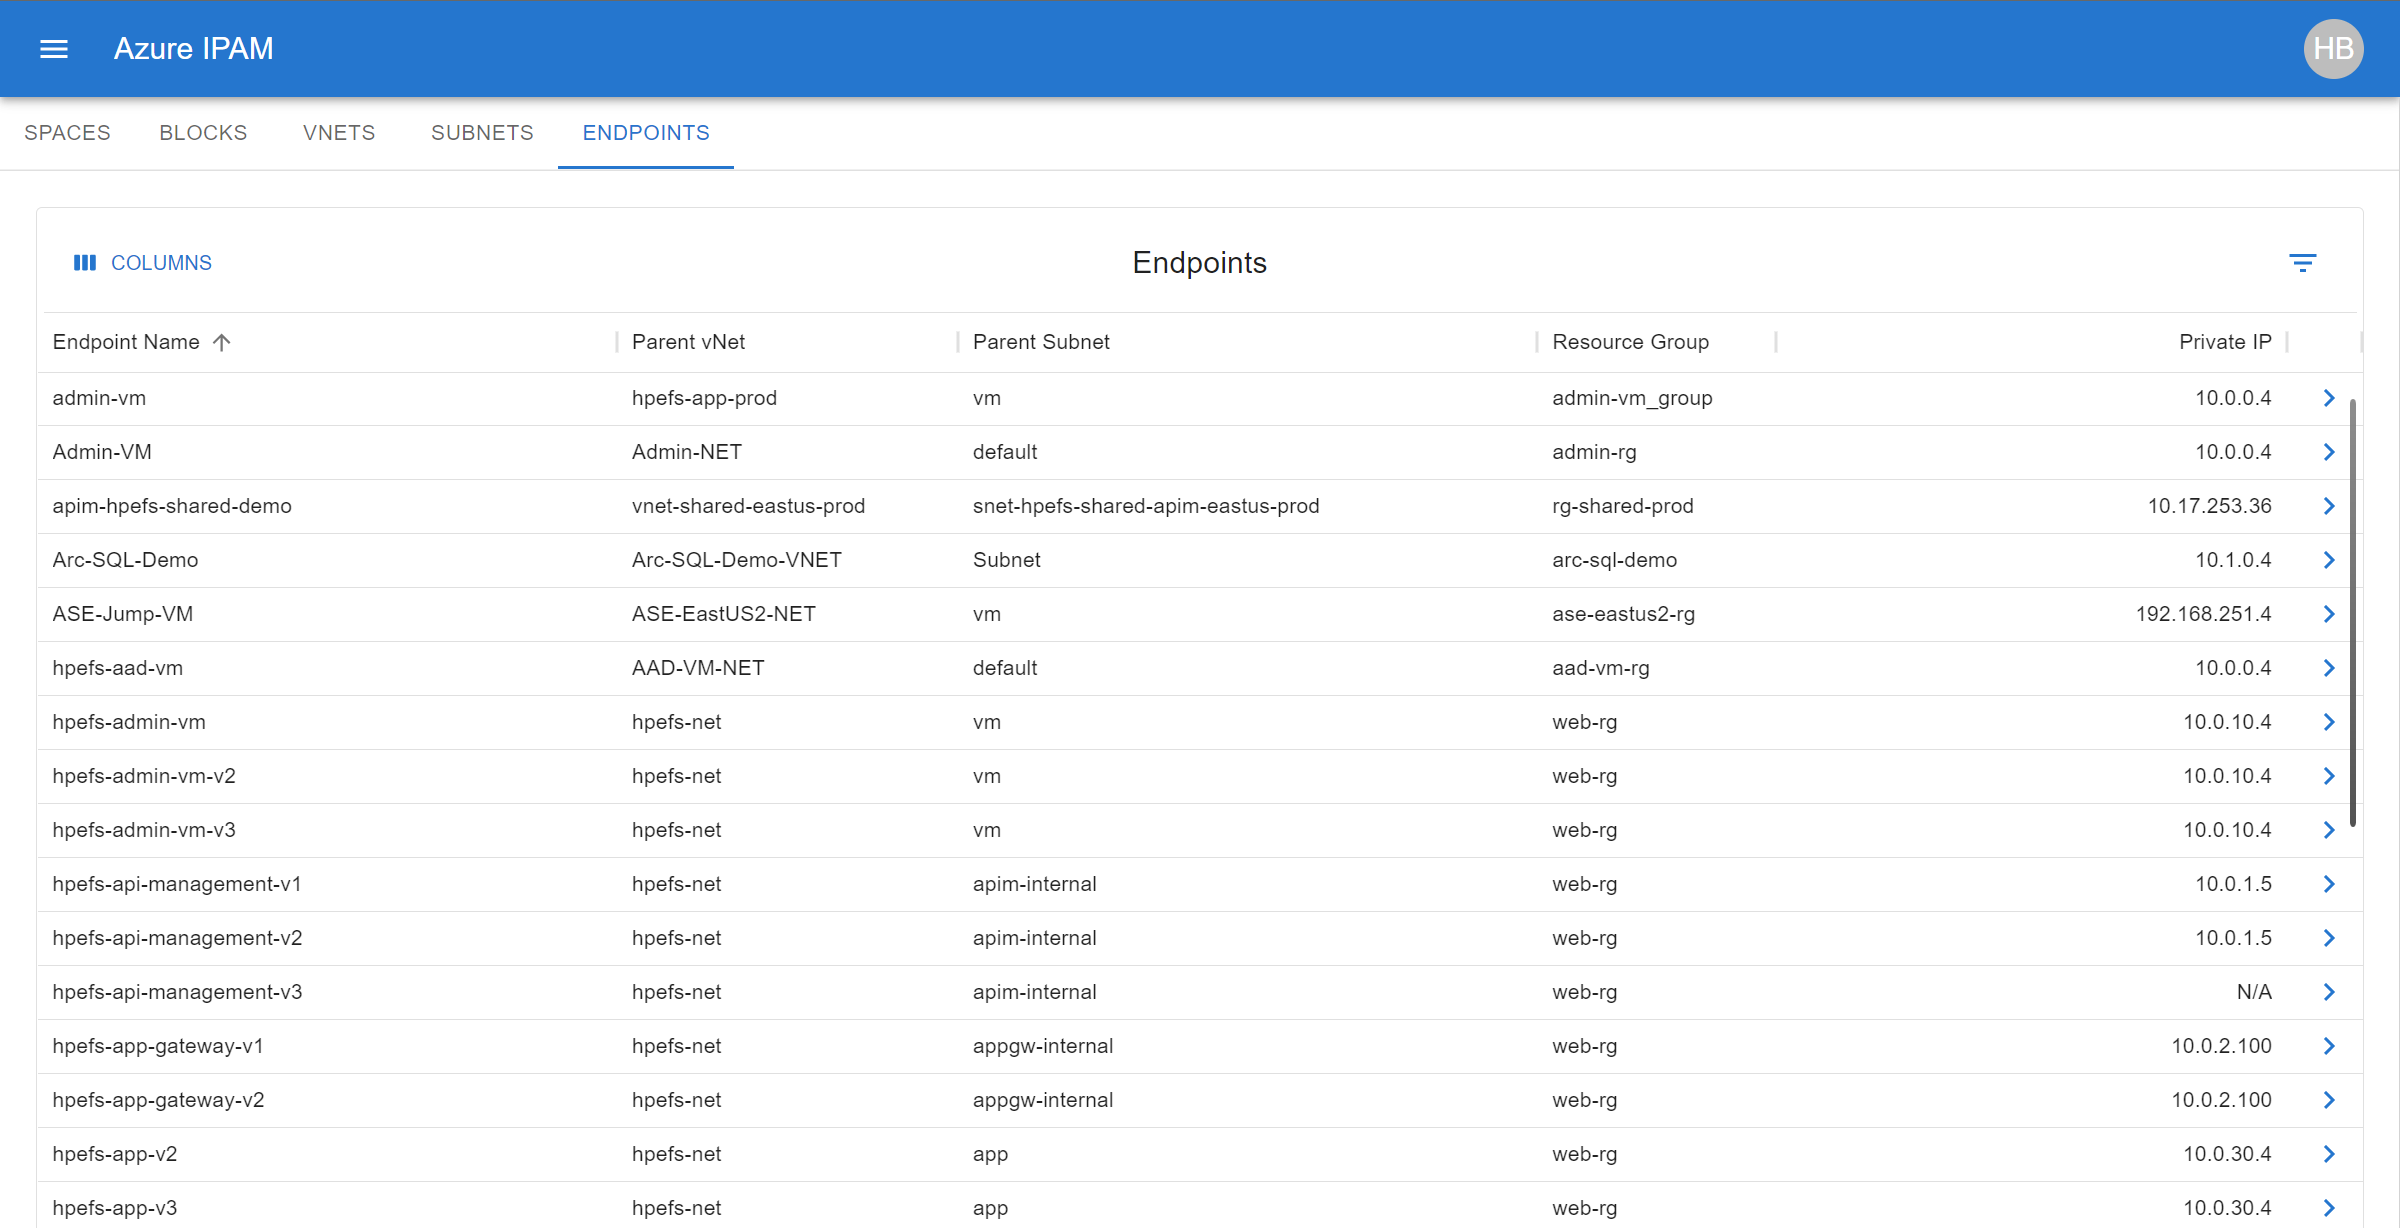 Azure IPAM HB
SPACES BLOCKS VNETS SUBNETS ENDPOINTS
COLUMNS Endpoints
Endpoint Name Parent vNet Parent Subnet Resource Group Private IP
admin-vm hpefs-app-prod vm admin-vm_group 10.0.0.4
Admin-VM Admin-NET default admin-rg 10.0.0.4
apim-hpefs-shared-demo vnet-shared-eastus-prod snet-hpefs-shared-apim-eastus-prod rg-shared-prod 10.17.253.36
Arc-SQL-Demo Arc-SQL-Demo-VNET Subnet arc-sql-demo 10.1.0.4
ASE-Jump-VM ASE-EastUS2-NET vm ase-eastus2-rg 192.168.251.4
hpefs-aad-vm AAD-VM-NET default aad-vm-rg 10.0.0.4
hpefs-admin-vm hpefs-net vm web-rg 10.0.10.4
hpefs-admin-vm-v2 hpefs-net vm web-rg 10.0.10.4
hpefs-admin-vm-v3 hpefs-net vm web-rg 10.0.10.4
hpefs-api-management-v1 hpefs-net apim-internal web-rg 10.0.1.5
hpefs-api-management-v2 hpefs-net apim-internal web-rg 10.0.1.5
hpefs-api-management-v3 hpefs-net apim-internal web-rg N/A
hpefs-app-gateway-v1 hpefs-net appgw-internal web-rg 10.0.2.100
hpefs-app-gateway-v2 hpefs-net appgw-internal web-rg 10.0.2.100
hpefs-app-v2 hpefs-net app web-rg 10.0.30.4
hpefs-app-v3 hpefs-net app web-rg 10.0.30.4